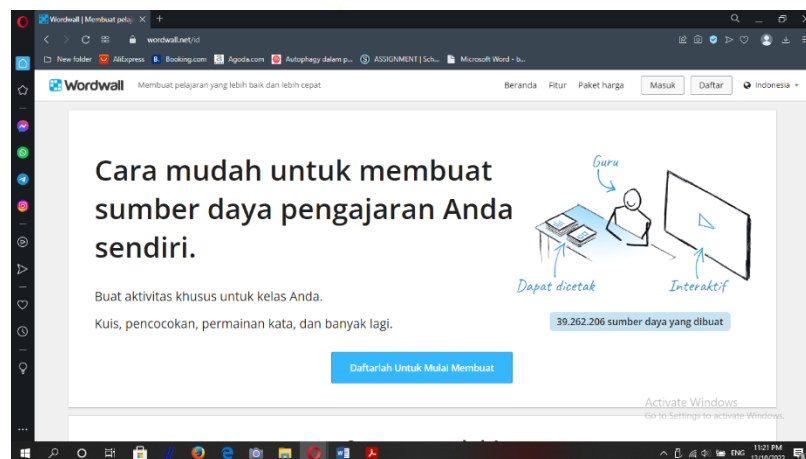 Wordwall | Membuat pelaj
wordwall.net/id
New folder AliExpress Booking.com Agoda.com Autophagy dalam p... ASSIGNMENT | Sch... Microsoft Word - b...
Wordwall Membuat pelajaran yang lebih baik dan lebih cepat Beranda Fitur Paket harga Masuk Daftar Indonesia
Cara mudah untuk membuat
sumber daya pengajaran Anda
sendiri.
Buat aktivitas khusus untuk kelas Anda.
Kuis, pencocokan, permainan kata, dan banyak lagi.
Guru
Dapat dicetak
Interaktif
39.262.206 sumber daya yang dibuat
Daftarlah Untuk Mulai Membuat
Activate Windows
Go to Settings to activate Windows.
ENG
11:21 PM
12/10/2022